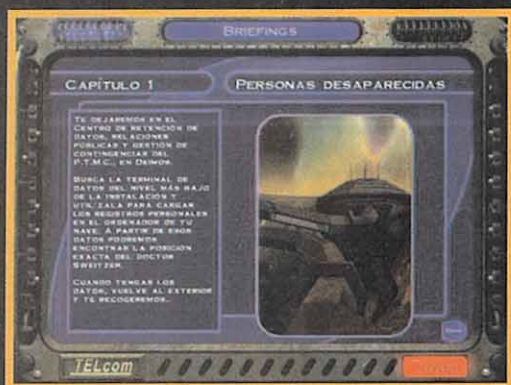 BRIEFINGS
CAPÍTULO 1
PERSONAS DESAPARECIDAS
TE DEJAREMOS EN EL
CENTRO DE RETENCIÓN DE
DATOS, RELACIONES
PÚBLICAS Y GESTIÓN DE
CONTINGENCIAS DEL
P.T.M.C., EN DEIMOS.
BUSCA LA TERMINAL DE
DATOS DEL NIVEL MÁS BAJO
DE LA INSTALACIÓN Y
UTILÍZALA PARA CARGAR
LOS REGISTROS PERSONALES
EN EL ORDENADOR DE TU
NAVE. A PARTIR DE ESOS
DATOS PODREMOS
ENCONTRAR LA POSICIÓN
EXACTA DEL DOCTOR
SWEITZER.
CUANDO TENGAS LOS
DATOS, VUELVE AL EXTERIOR
Y TE RECOGEREMOS.
TELcom